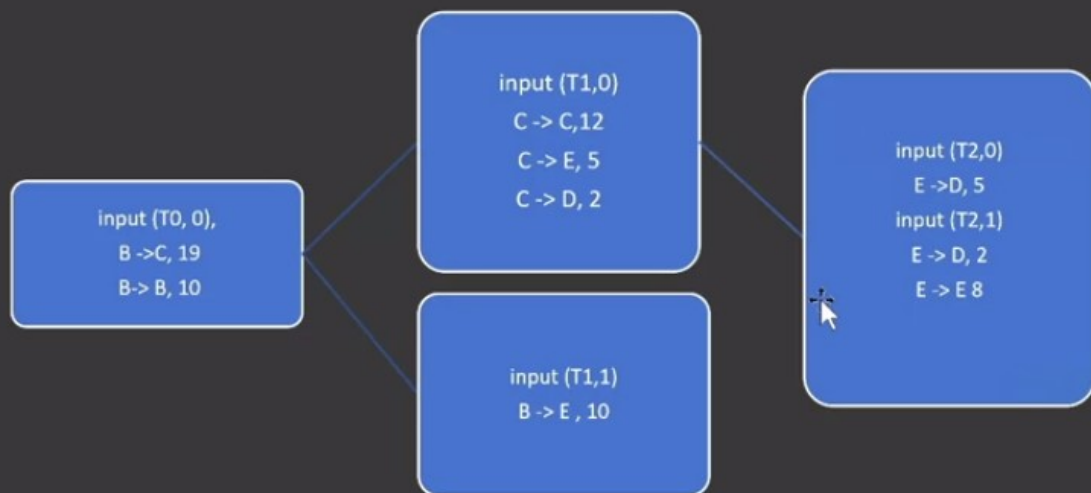 input (T0, 0),
B ->C, 19
B-> B, 10
input (T1,0)
C -> C,12
C -> E, 5
C -> D, 2
input (T1,1)
B -> E , 10
input (T2,0)
E ->D, 5
input (T2,1)
E -> D, 2
E -> E 8